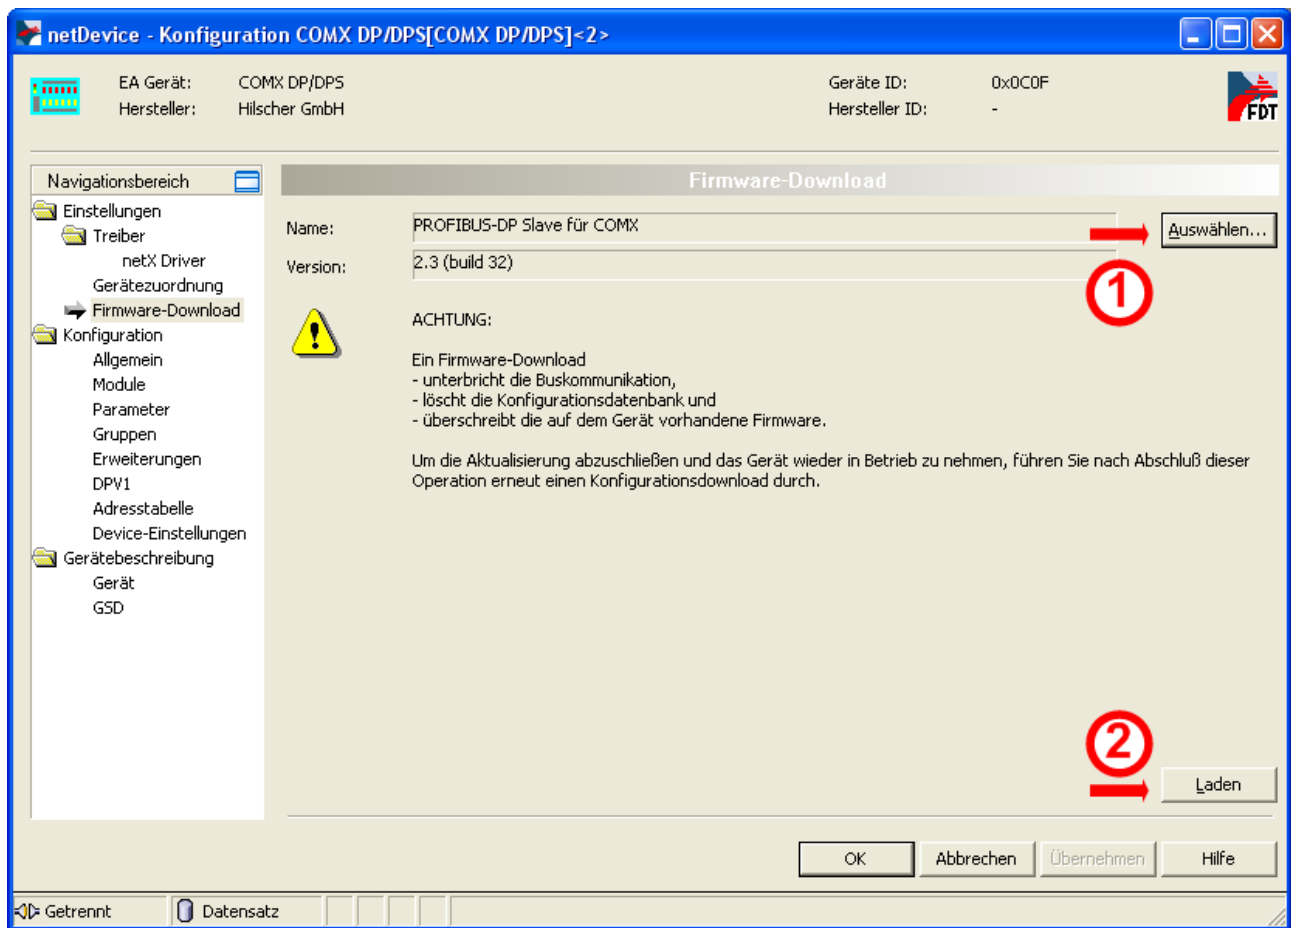 netDevice - Konfiguration COMX DP/DPS[COMX DP/DPS]<2>
EA Gerät: COMX DP/DPS Geräte ID: 0x0C0F
Hersteller: Hilscher GmbH Hersteller ID: -
FDT
Navigationsbereich
Einstellungen
Treiber
netX Driver
Gerätezuordnung
Firmware-Download
Konfiguration
Allgemein
Module
Parameter
Gruppen
Erweiterungen
DPV1
Adresstabelle
Device-Einstellungen
Gerätebeschreibung
Gerät
GSD
Firmware-Download
Name: PROFIBUS-DP Slave für COMX Auswählen...
Version: 2.3 (build 32)
1
ACHTUNG:
Ein Firmware-Download
- unterbricht die Buskommunikation,
- löscht die Konfigurationsdatenbank und
- überschreibt die auf dem Gerät vorhandene Firmware.
Um die Aktualisierung abzuschließen und das Gerät wieder in Betrieb zu nehmen, führen Sie nach Abschluß dieser
Operation erneut einen Konfigurationsdownload durch.
2
Laden
OK Abbrechen Übernehmen Hilfe
Getrennt Datensatz